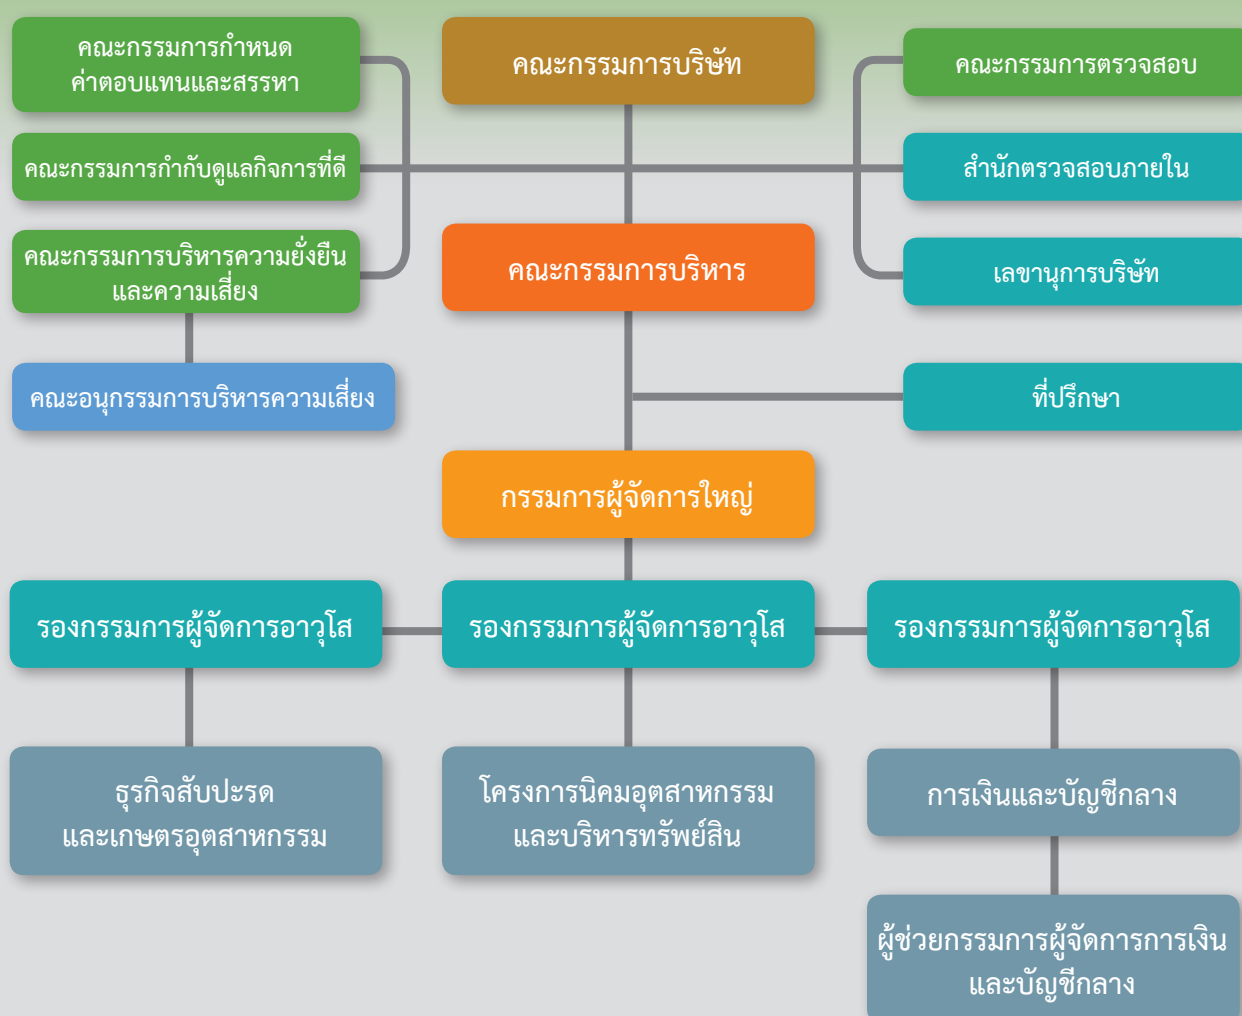 คณะกรรมการกำหนด
ค่าตอบแทนและสรรหา
คณะกรรมการบริษัท
คณะกรรมการตรวจสอบ
คณะกรรมการกำกับดูแลกิจการที่ดี
สำนักตรวจสอบภายใน
คณะกรรมการบริหารความยั่งยืน
และความเสี่ยง
คณะกรรมการบริหาร
เลขานุการบริษัท
คณะอนุกรรมการบริหารความเสี่ยง
ที่ปรึกษา
กรรมการผู้จัดการใหญ่
รองกรรมการผู้จัดการอาวุโส
รองกรรมการผู้จัดการอาวุโส
รองกรรมการผู้จัดการอาวุโส
ธุรกิจสับปะรด
และเกษตรอุตสาหกรรม
โครงการนิคมอุตสาหกรรม
และบริหารทรัพย์สิน
การเงินและบัญชีกลาง
ผู้ช่วยกรรมการผู้จัดการการเงิน
และบัญชีกลาง